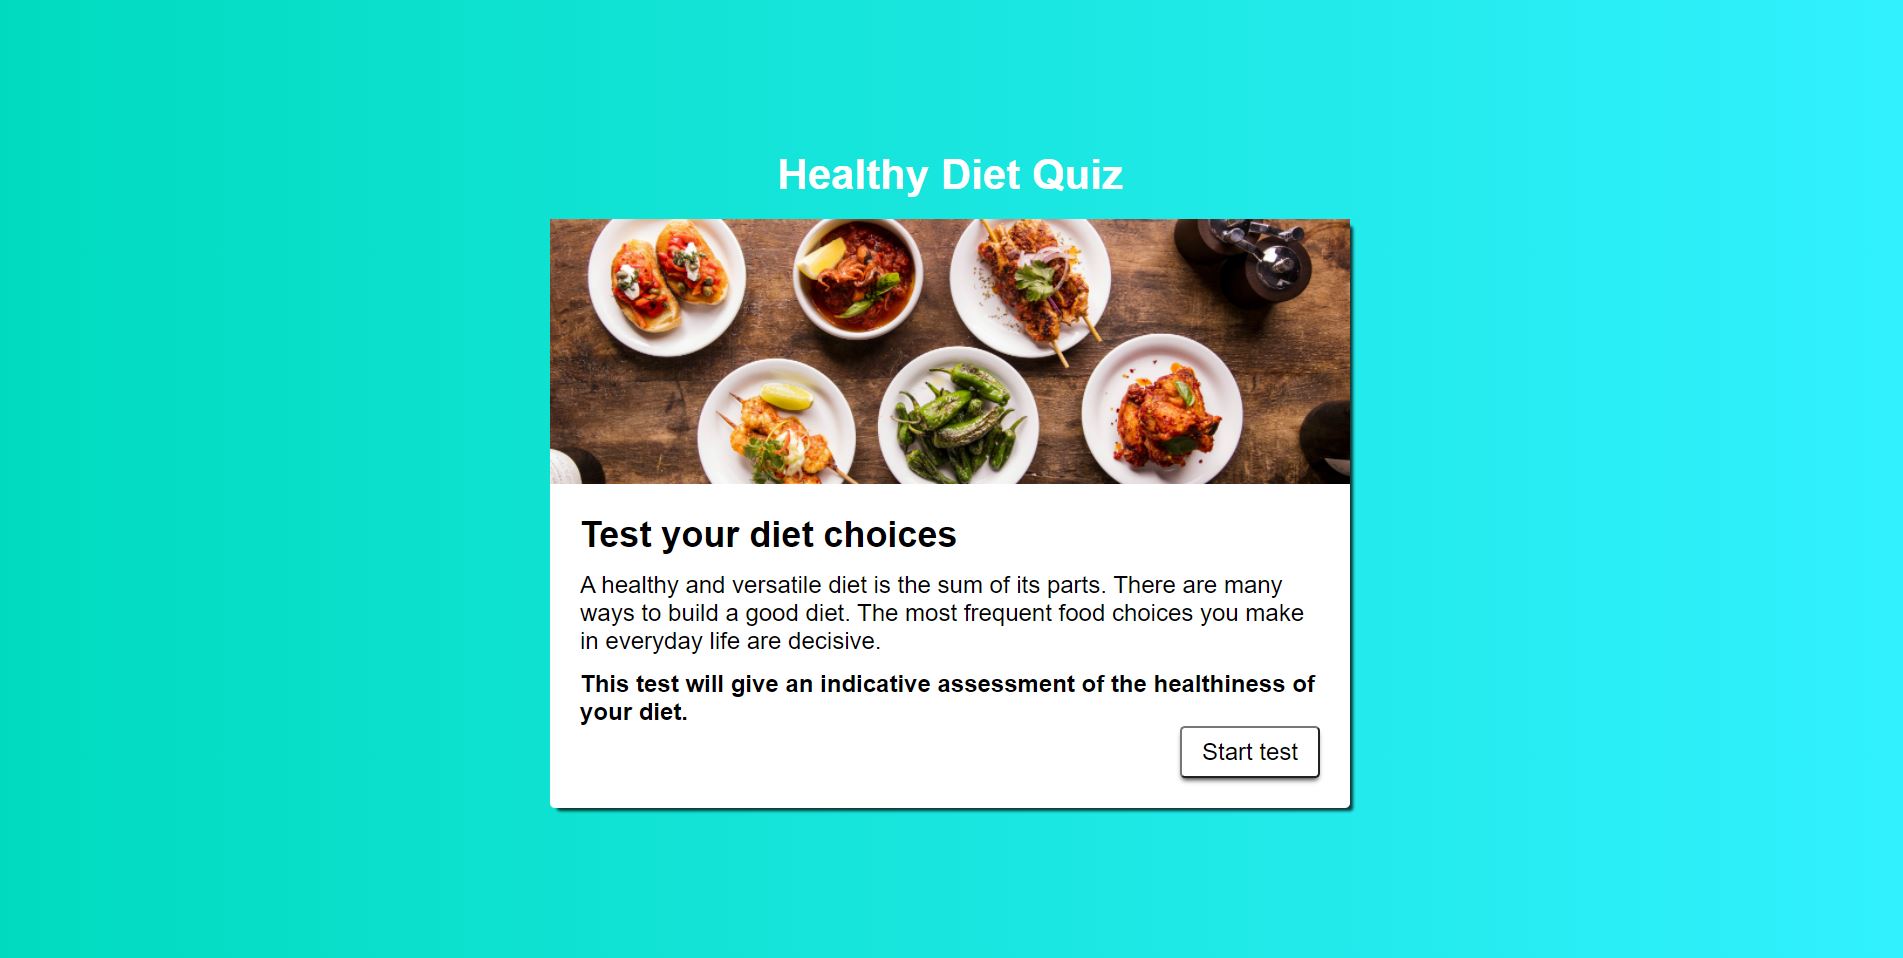 Healthy Diet Quiz
Test your diet choices
A healthy and versatile diet is the sum of its parts. There are many
ways to build a good diet. The most frequent food choices you make
in everyday life are decisive.
This test will give an indicative assessment of the healthiness of
your diet.
Start test